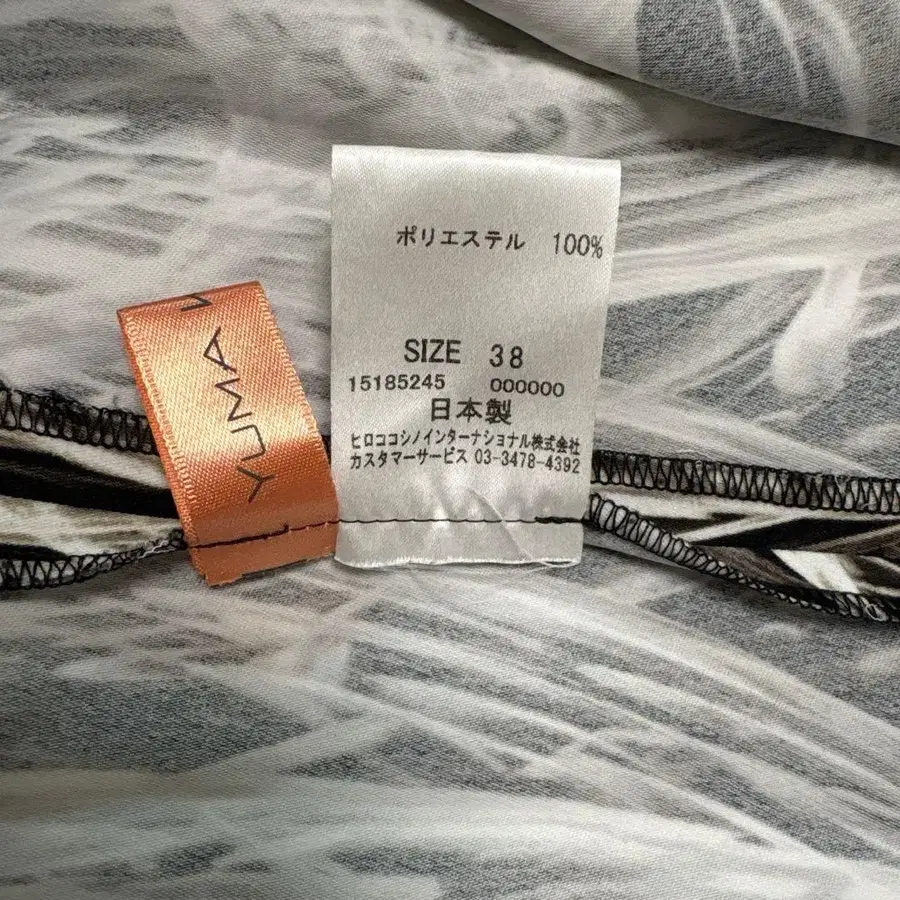 YUMA
ポリエステル 100%
SIZE 38
15185245 000000
日本製
ヒロココシノインターナショナル株式会社
カスタマーサービス 03-3478-4392